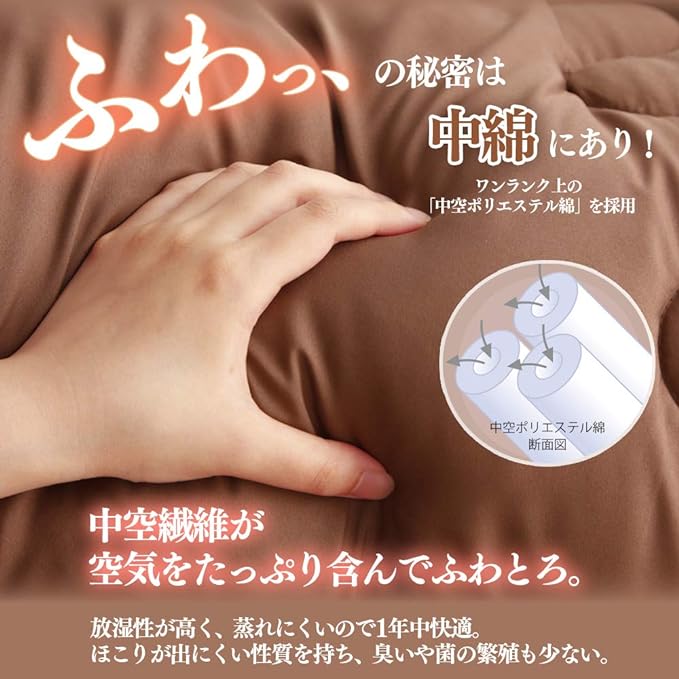 ふわっ、の秘密は
中綿にあり！
ワンランク上の
「中空ポリエステル綿」を採用
中空ポリエステル綿
断面図
中空繊維が
空気をたっぷり含んでふわとろ。
放湿性が高く、蒸れにくいので1年中快適。
ほこりが出にくい性質を持ち、臭いや菌の繁殖も少ない。